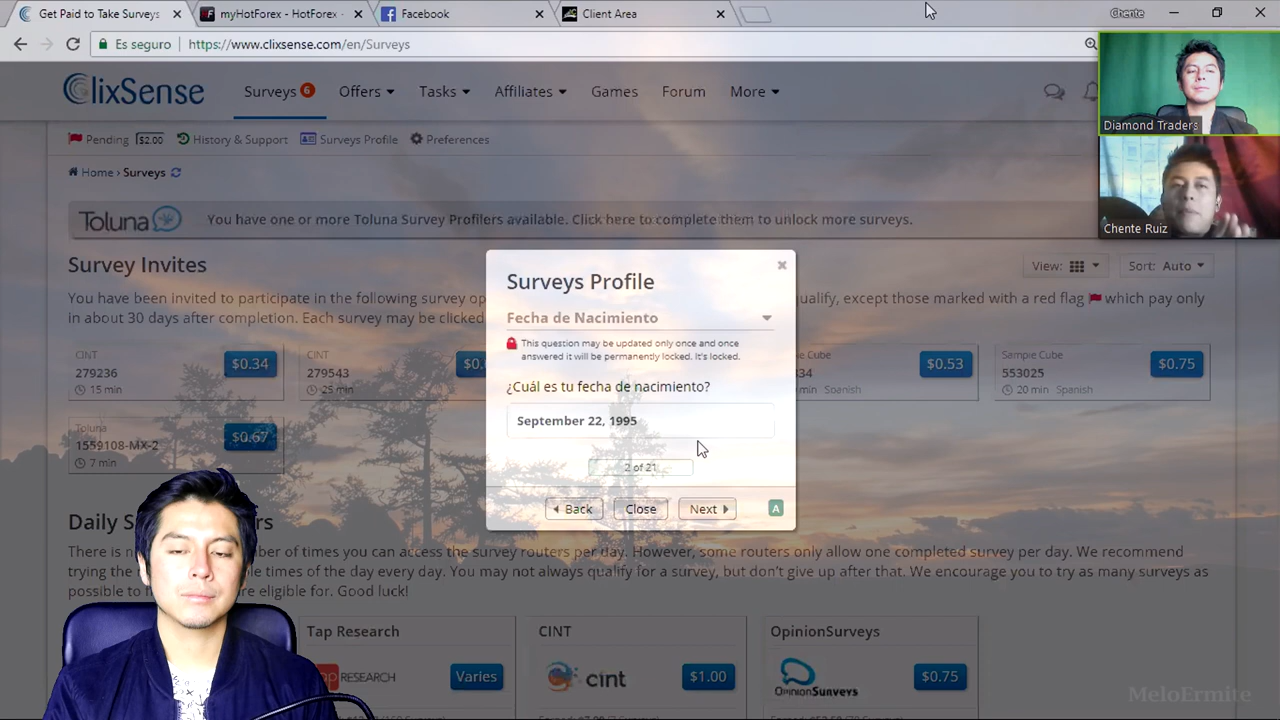 Get Paid to Take Surveys
myHotForex - HotForex
Facebook
Client Area
Chente
Es seguro
https://www.clixsense.com/en/Surveys
ClixSense
Surveys 6
Offers
Tasks
Affiliates
Games
Forum
More
Diamond Traders
Chente Ruiz
Pending $2.00
History & Support
Surveys Profile
Preferences
Home › Surveys
Toluna
You have one or more Toluna Survey Profilers available. Click here to complete them to unlock more surveys.
Survey Invites
View:
Sort: Auto
You have been invited to participate in the following survey op
ualify, except those marked with a red flag
which pay only
in about 30 days after completion. Each survey may be clicked
CINT
279236
15 min
$0.34
CINT
279543
25 min
$0.
34
min Spanish
$0.53
Sample Cube
553025
20 min Spanish
$0.75
Toluna
1559108-MX-2
7 min
$0.67
Surveys Profile
Fecha de Nacimiento
This question may be updated only once and once
answered it will be permanently locked. It's locked.
¿Cuál es tu fecha de nacimiento?
September 22, 1995
2 of 21
Back
Close
Next
A
Daily S
rs
There is n
mber of times you can access the survey routers per day. However, some routers only allow one completed survey per day. We recommend
trying the
le times of the day every day. You may not always qualify for a survey, but don't give up after that. We encourage you to try as many surveys as
possible to
re eligible for. Good luck!
Tap Research
RESEARCH
Varies
CINT
cint
$1.00
OpinionSurveys
OpinionSurveys
$0.75
MeloErmite